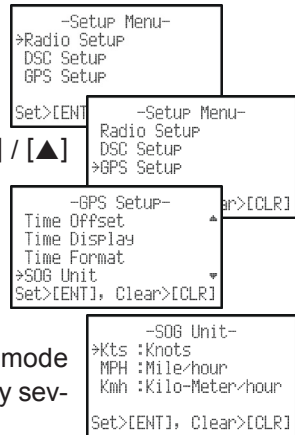 -Setup Menu-
→Radio Setup
DSC Setup
GPS Setup
Set>[ENT
] / [▲]
-Setup Menu-
Radio Setup
DSC Setup
→GPS Setup
ar>[CLR]
-GPS Setup-
Time Offset
Time Display
Time Format
→SOG Unit
Set>[ENT], Clear>[CLR]
mode
y sev-
-SOG Unit-
→Kts :Knots
MPH :Mile/hour
Kmh :Kilo-Meter/hour
Set>[ENT], Clear>[CLR]